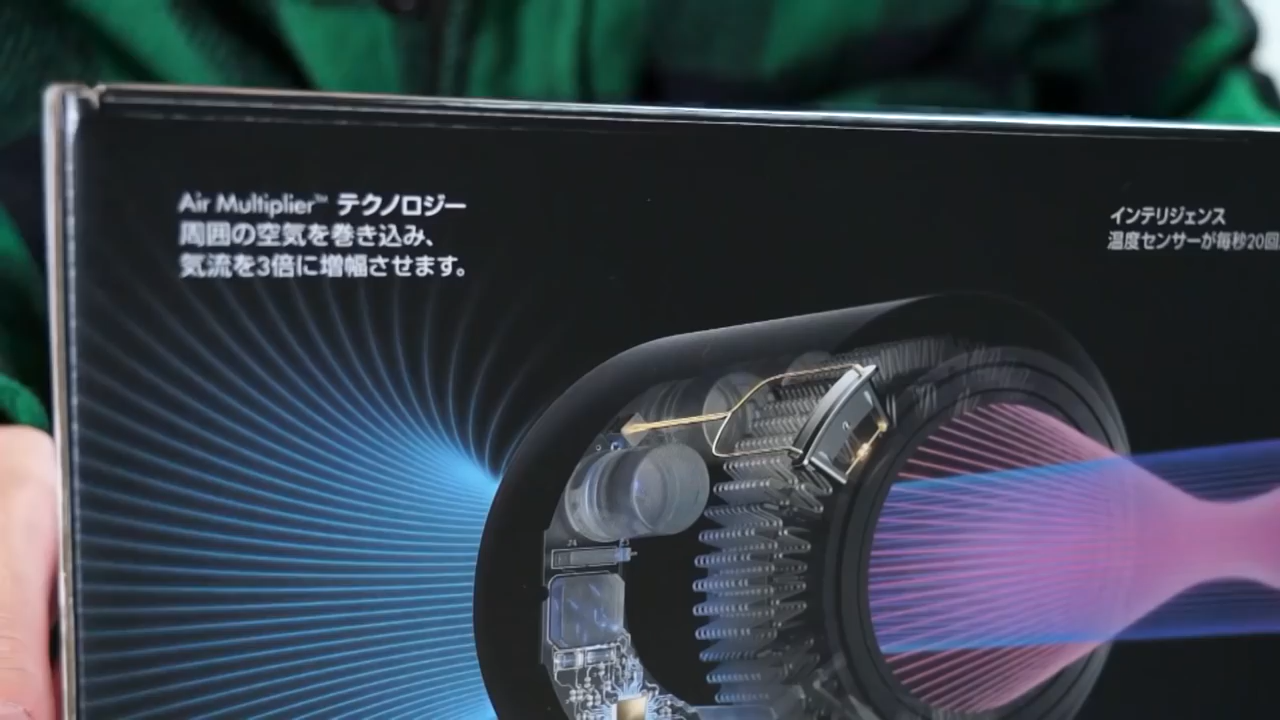 Air Multiplier™ テクノロジー
周囲の空気を巻き込み、
気流を3倍に増幅させます。
インテリジェンス
温度センサーが毎秒20回